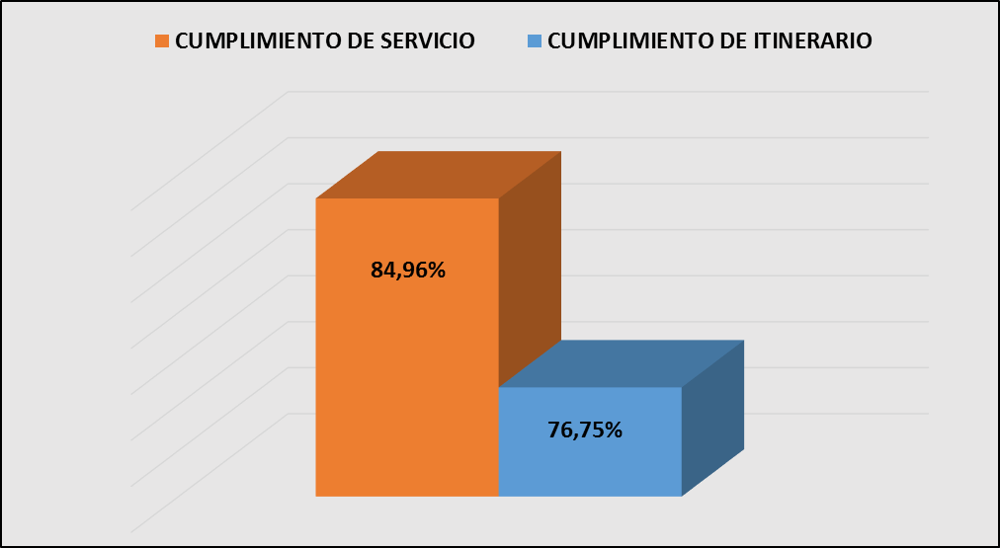 CUMPLIMIENTO DE SERVICIO CUMPLIMIENTO DE ITINERARIO
84,96%
76,75%